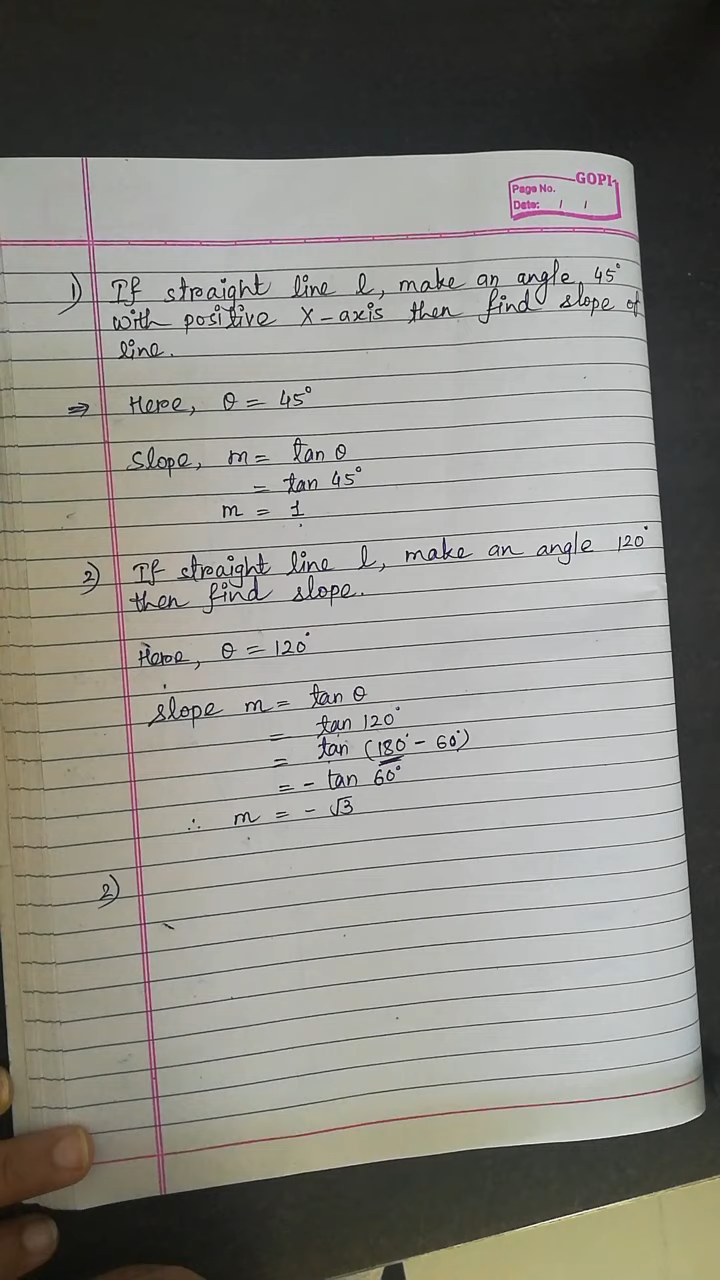 GOPI
Page No.
Date: / /
1) If straight line l, make an angle 45°
with positive X-axis then find slope of
line.
⇒ Here, θ = 45°
Slope, m = tan θ
= tan 45°
m = 1
2) If straight line l, make an angle 120°
then find slope.
Here, θ = 120°
slope m = tan θ
= tan 120°
= tan (180° - 60°)
= - tan 60°
∴ m = - √3
2)